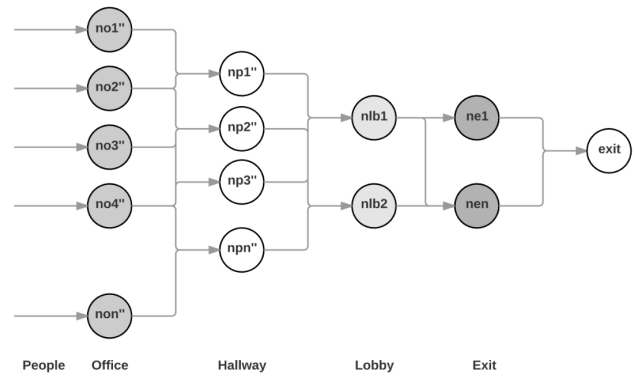 no1"
no2"
no3"
no4"
non"
np1"
np2"
np3"
npn"
nlb1
nlb2
ne1
nen
exit
People Office Hallway Lobby Exit